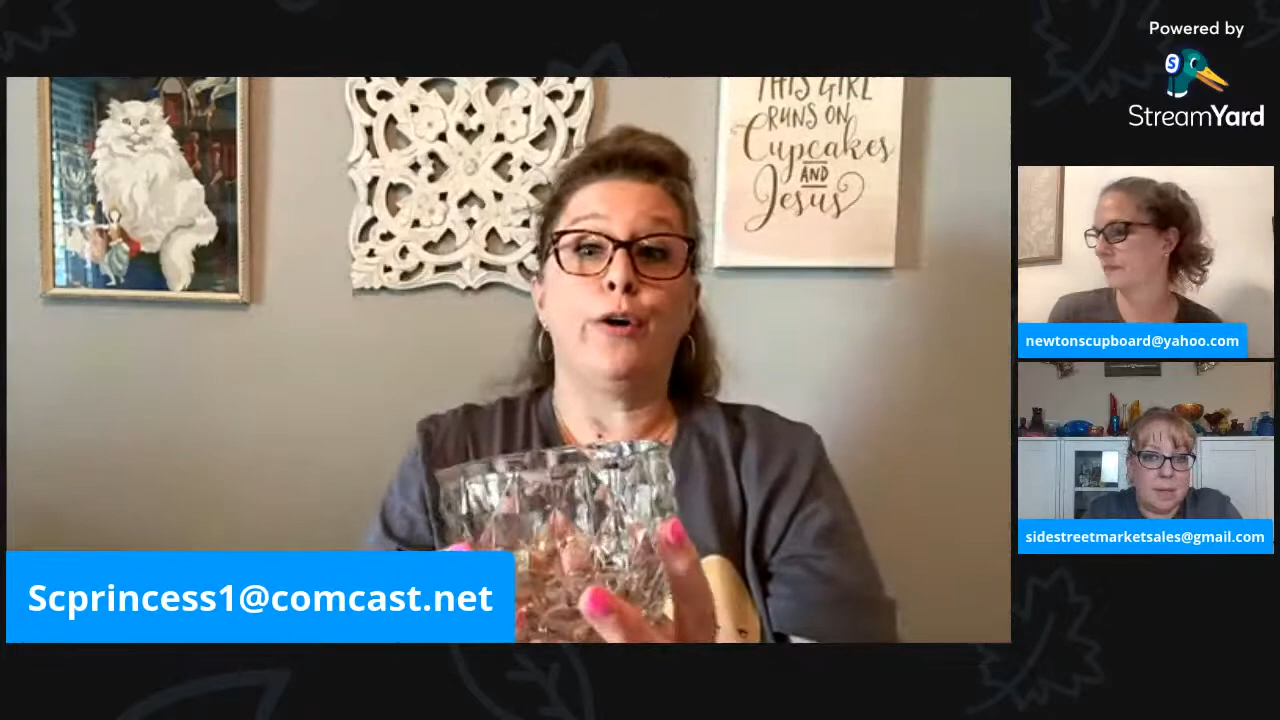 Powered by
StreamYard
THIS GIRL
RUNS ON
Cupcakes
AND
Jesus
newtonscupboard@yahoo.com
sidestreetmarketsales@gmail.com
Scprincess1@comcast.net